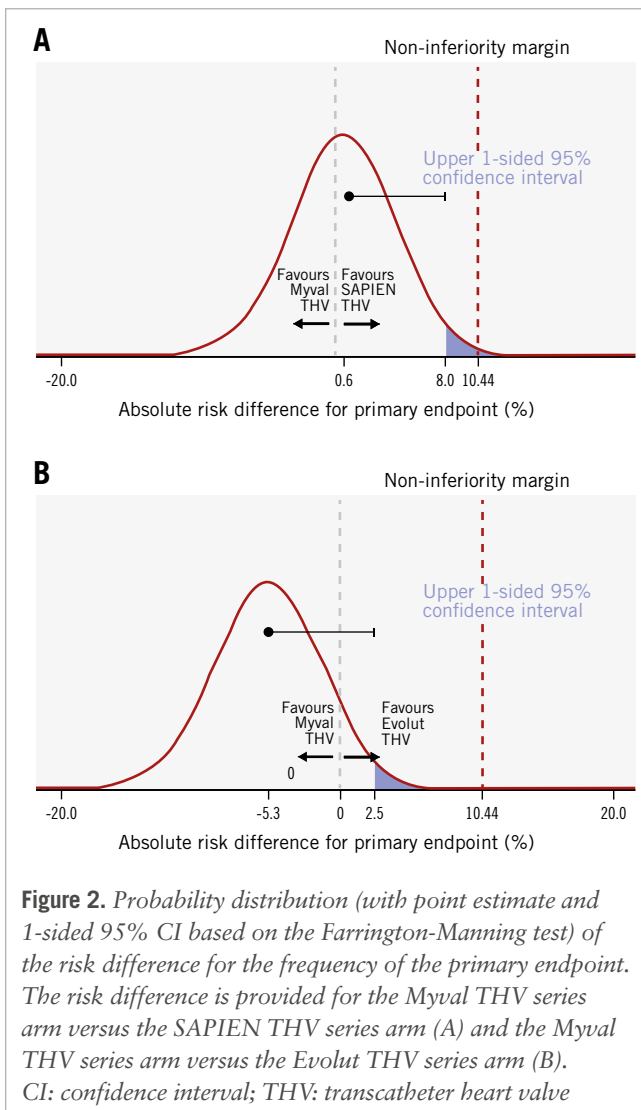 A
Non-inferiority margin
Upper 1-sided 95%
confidence interval
Favours Favours
Myval SAPIEN
THV THV
-20.0 0.6 8.0 10.44
Absolute risk difference for primary endpoint (%)
B
Non-inferiority margin
Upper 1-sided 95%
confidence interval
Favours Favours
Myval Evolut
THV THV
0
-20.0 -5.3 0 2.5 10.44 20.0
Absolute risk difference for primary endpoint (%)
Figure 2. Probability distribution (with point estimate and
1-sided 95% CI based on the Farrington-Manning test) of
the risk difference for the frequency of the primary endpoint.
The risk difference is provided for the Myval THV series
arm versus the SAPIEN THV series arm (A) and the Myval
THV series arm versus the Evolut THV series arm (B).
CI: confidence interval; THV: transcatheter heart valve